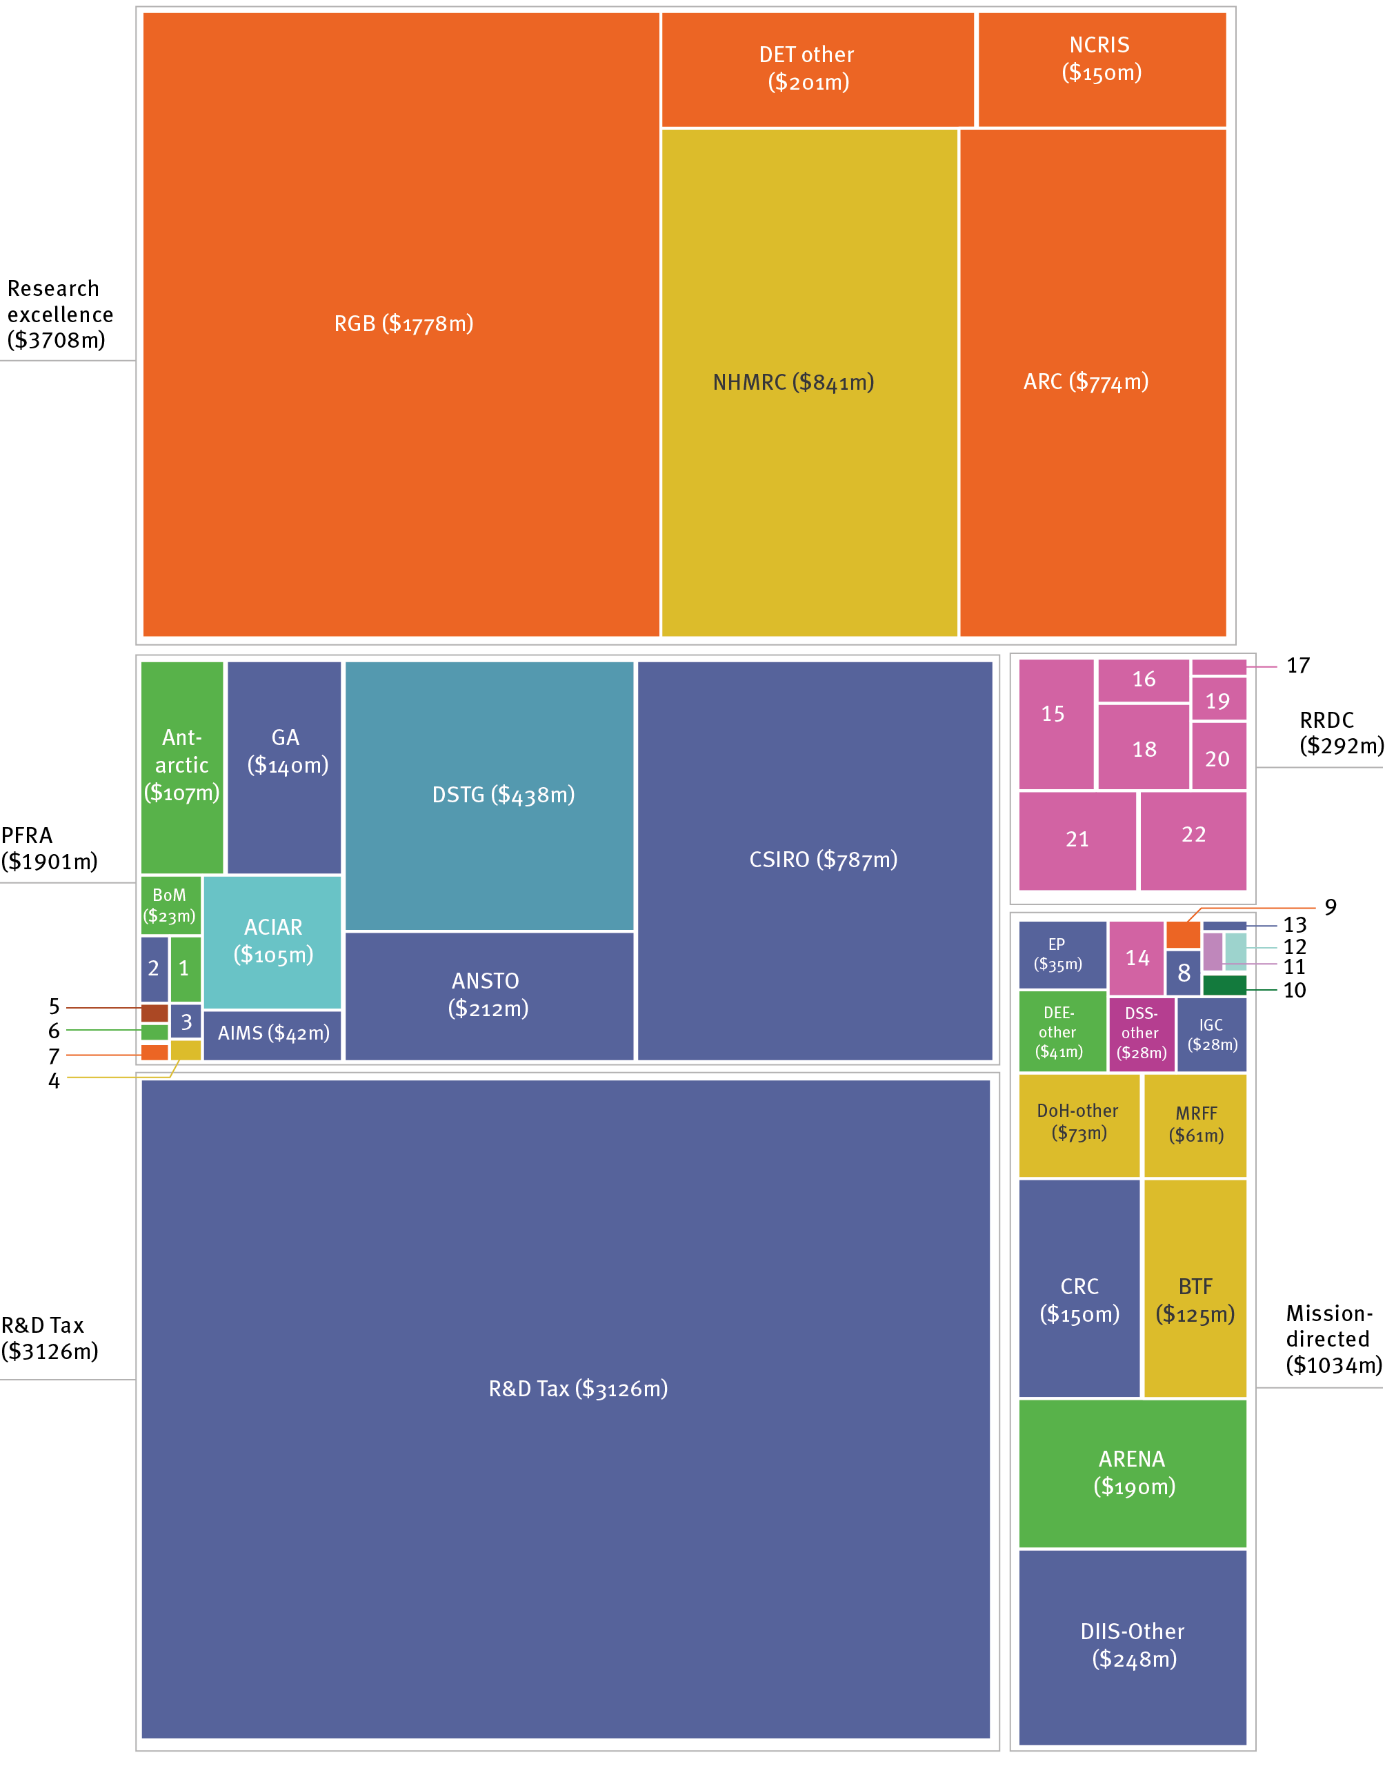 DET other
($201m)
NCRIS
($150m)
Research
excellence
($3708m)
RGB ($1778m)
NHMRC ($841m)
ARC ($774m)
Ant-
arctic
($107m)
GA
($140m)
DSTG ($438m)
CSIRO ($787m)
PFRA
($1901m)
BoM
($23m)
ACIAR
($105m)
ANSTO
($212m)
2
1
3
AIMS ($42m)
5
6
7
4
15
16
17
18
19
20
21
22
RRDC
($292m)
EP
($35m)
14
8
9
13
12
11
10
DEE-
other
($41m)
DSS-
other
($28m)
IGC
($28m)
DoH-other
($73m)
MRFF
($61m)
CRC
($150m)
BTF
($125m)
R&D Tax
($3126m)
R&D Tax ($3126m)
Mission-
directed
($1034m)
ARENA
($190m)
DIIS-Other
($248m)